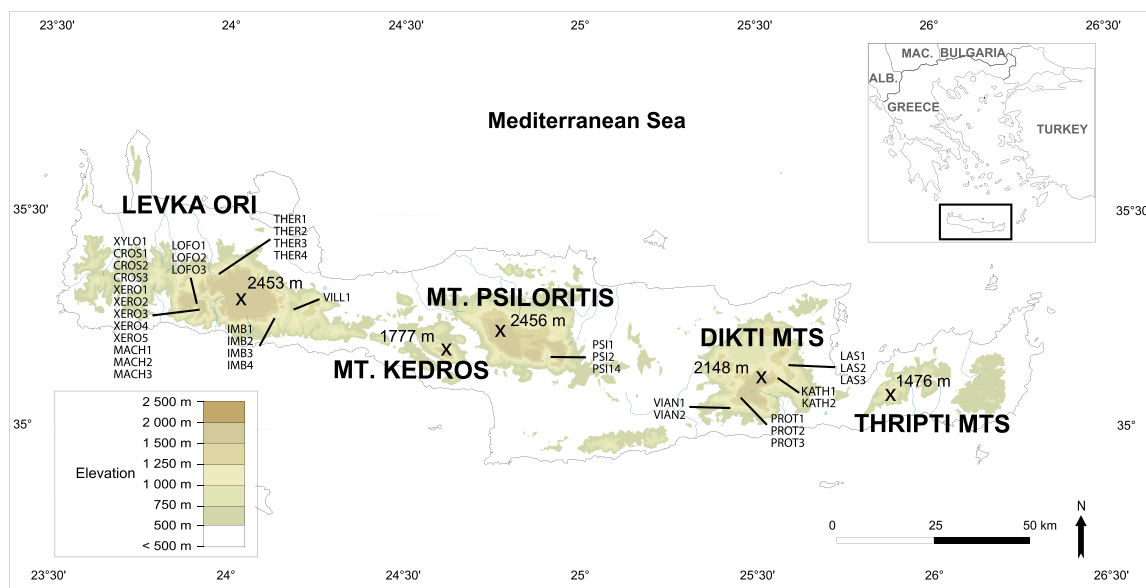 23°30'
24°
24°30'
25°
25°30'
26°
26°30'
MAC.
BULGARIA
ALB.
GREECE
TURKEY
Mediterranean Sea
35°30'
35°30'
LEVKA ORI
THER1
THER2
THER3
THER4
XYLO1
CROS1
CROS2
CROS3
XERO1
XERO2
XERO3
XERO4
XERO5
MACH1
MACH2
MACH3
LOFO1
LOFO2
LOFO3
X
2453 m
VILL1
IMB1
IMB2
IMB3
IMB4
MT. PSILORITIS
X
2456 m
PSI1
PSI2
PSI14
1777 m
X
MT. KEDROS
DIKTI MTS
2148 m
X
LAS1
LAS2
LAS3
KATH1
KATH2
VIAN1
VIAN2
PROT1
PROT2
PROT3
1476 m
X
THRIPTI MTS
35°
35°
Elevation
2 500 m
2 000 m
1 500 m
1 250 m
1 000 m
750 m
500 m
< 500 m
0
25
50 km
N
23°30'
24°
24°30'
25°
25°30'
26°
26°30'